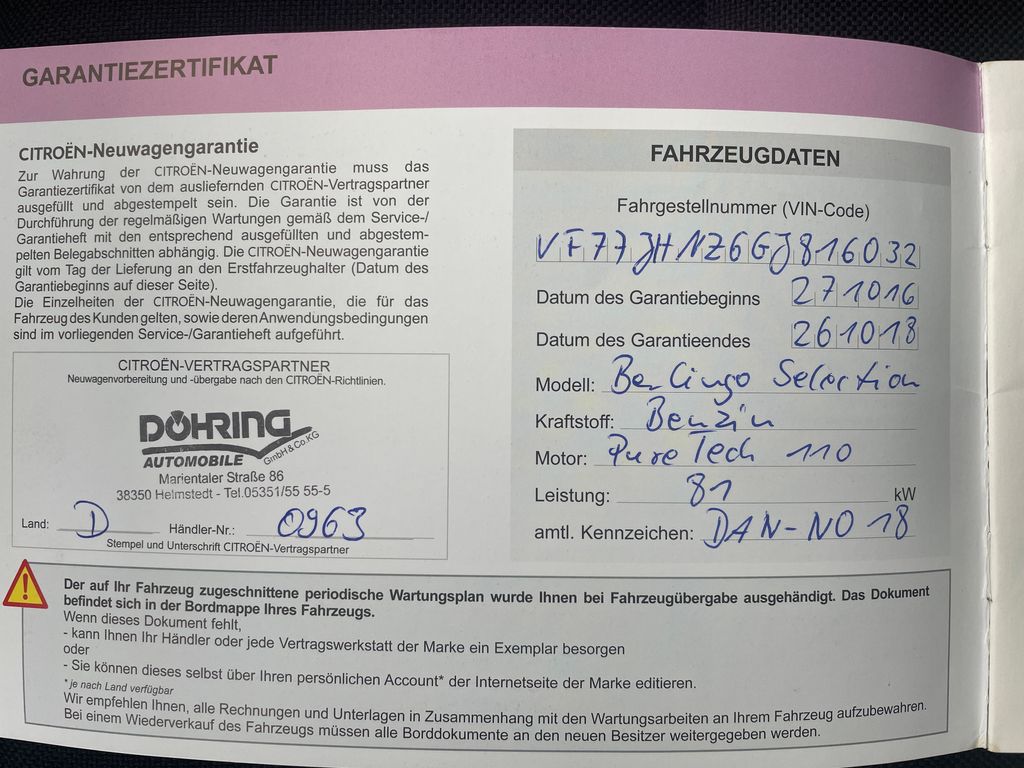 GARANTIEZERTIFIKAT
CITROËN-Neuwagengarantie
Zur Wahrung der CITROËN-Neuwagengarantie muss das
Garantiezertifikat von dem ausliefernden CITROËN-Vertragspartner
ausgefüllt und abgestempelt sein. Die Garantie ist von der
Durchführung der regelmäßigen Wartungen gemäß dem Service-/
Garantieheft mit den entsprechend ausgefüllten und abgestem-
pelten Belegabschnitten abhängig. Die CITROËN-Neuwagengarantie
gilt vom Tag der Lieferung an den Erstfahrzeughalter (Datum des
Garantiebeginns auf dieser Seite).
Die Einzelheiten der CITROËN-Neuwagengarantie, die für das
Fahrzeug des Kunden gelten, sowie deren Anwendungsbedingungen
sind im vorliegenden Service-/Garantieheft aufgeführt.
CITROËN-VERTRAGSPARTNER
Neuwagenvorbereitung und -übergabe nach den CITROËN-Richtlinien.
DÖHRING
AUTOMOBILE GmbH & Co. KG
Marientaler Straße 86
38350 Helmstedt - Tel.05351/55 55-5
Land: D Händler-Nr.: 0963
Stempel und Unterschrift CITROËN-Vertragspartner
FAHRZEUGDATEN
Fahrgestellnummer (VIN-Code)
VF77JHNZ6GJ816032
Datum des Garantiebeginns 271016
Datum des Garantieendes 261018
Modell: Berlingo Selection
Kraftstoff: Benzin
Motor: PureTech 110
Leistung: 81 kW
amtl. Kennzeichen: DAN-NO 18
Der auf Ihr Fahrzeug zugeschnittene periodische Wartungsplan wurde Ihnen bei Fahrzeugübergabe ausgehändigt. Das Dokument
befindet sich in der Bordmappe Ihres Fahrzeugs.
Wenn dieses Dokument fehlt,
- kann Ihnen Ihr Händler oder jede Vertragswerkstatt der Marke ein Exemplar besorgen
oder
- Sie können dieses selbst über Ihren persönlichen Account* der Internetseite der Marke editieren.
* je nach Land verfügbar
Wir empfehlen Ihnen, alle Rechnungen und Unterlagen in Zusammenhang mit den Wartungsarbeiten an Ihrem Fahrzeug aufzubewahren.
Bei einem Wiederverkauf des Fahrzeugs müssen alle Borddokumente an den neuen Besitzer weitergegeben werden.